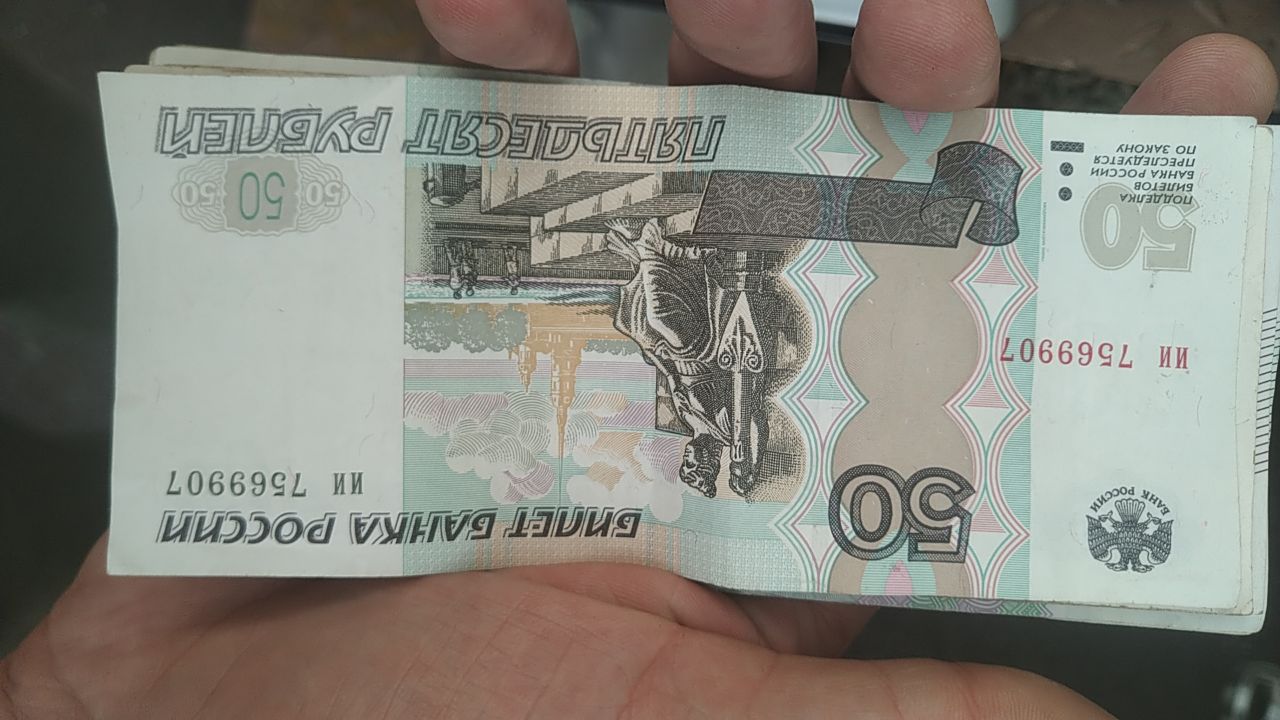 БАНК РОССИИ
50
БИЛЕТ БАНКА РОССИИ
ИИ 7569907
ИИ 7569907
50
ПОДДЕЛКА
БИЛЕТОВ
БАНКА РОССИИ
ПРЕСЛЕДУЕТСЯ
ПО ЗАКОНУ
50 50 50
ПЯТЬДЕСЯТ РУБЛЕЙ